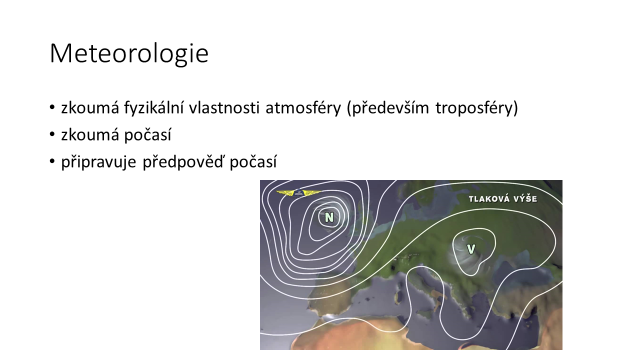 Meteorologie
• zkoumá fyzikální vlastnosti atmosféry (především troposféry)
• zkoumá počasí
• připravuje předpověď počasí
TLAKOVÁ VÝŠE
N
V